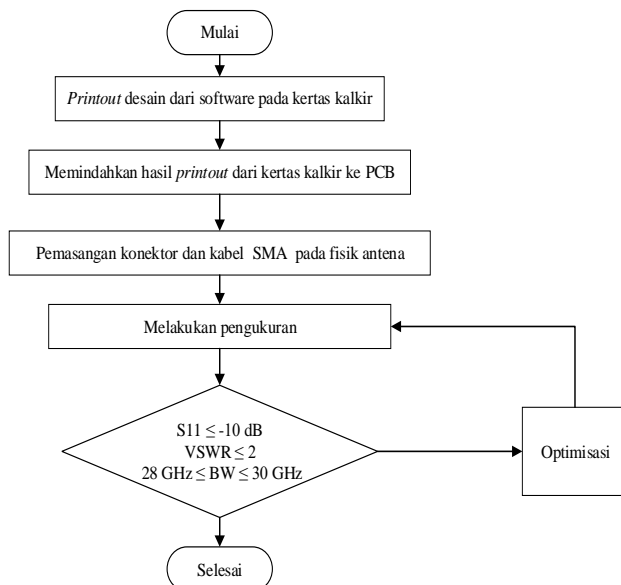 Mulai
Printout desain dari software pada kertas kalkir
Memindahkan hasil printout dari kertas kalkir ke PCB
Pemasangan konektor dan kabel SMA pada fisik antena
Melakukan pengukuran
S11 ≤ -10 dB
VSWR ≤ 2
28 GHz ≤ BW ≤ 30 GHz
Optimisasi
Selesai